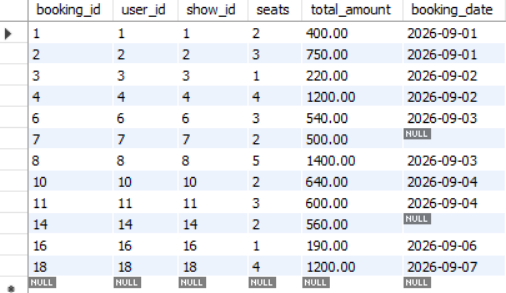 booking_id user_id show_id seats total_amount booking_date
1 1 1 2 400.00 2026-09-01
2 2 2 3 750.00 2026-09-01
3 3 3 1 220.00 2026-09-02
4 4 4 4 1200.00 2026-09-02
6 6 6 3 540.00 2026-09-03
7 7 7 2 500.00 NULL
8 8 8 5 1400.00 2026-09-03
10 10 10 2 640.00 2026-09-04
11 11 11 3 600.00 2026-09-04
14 14 14 2 560.00 NULL
16 16 16 1 190.00 2026-09-06
18 18 18 4 1200.00 2026-09-07
NULL NULL NULL NULL NULL NULL